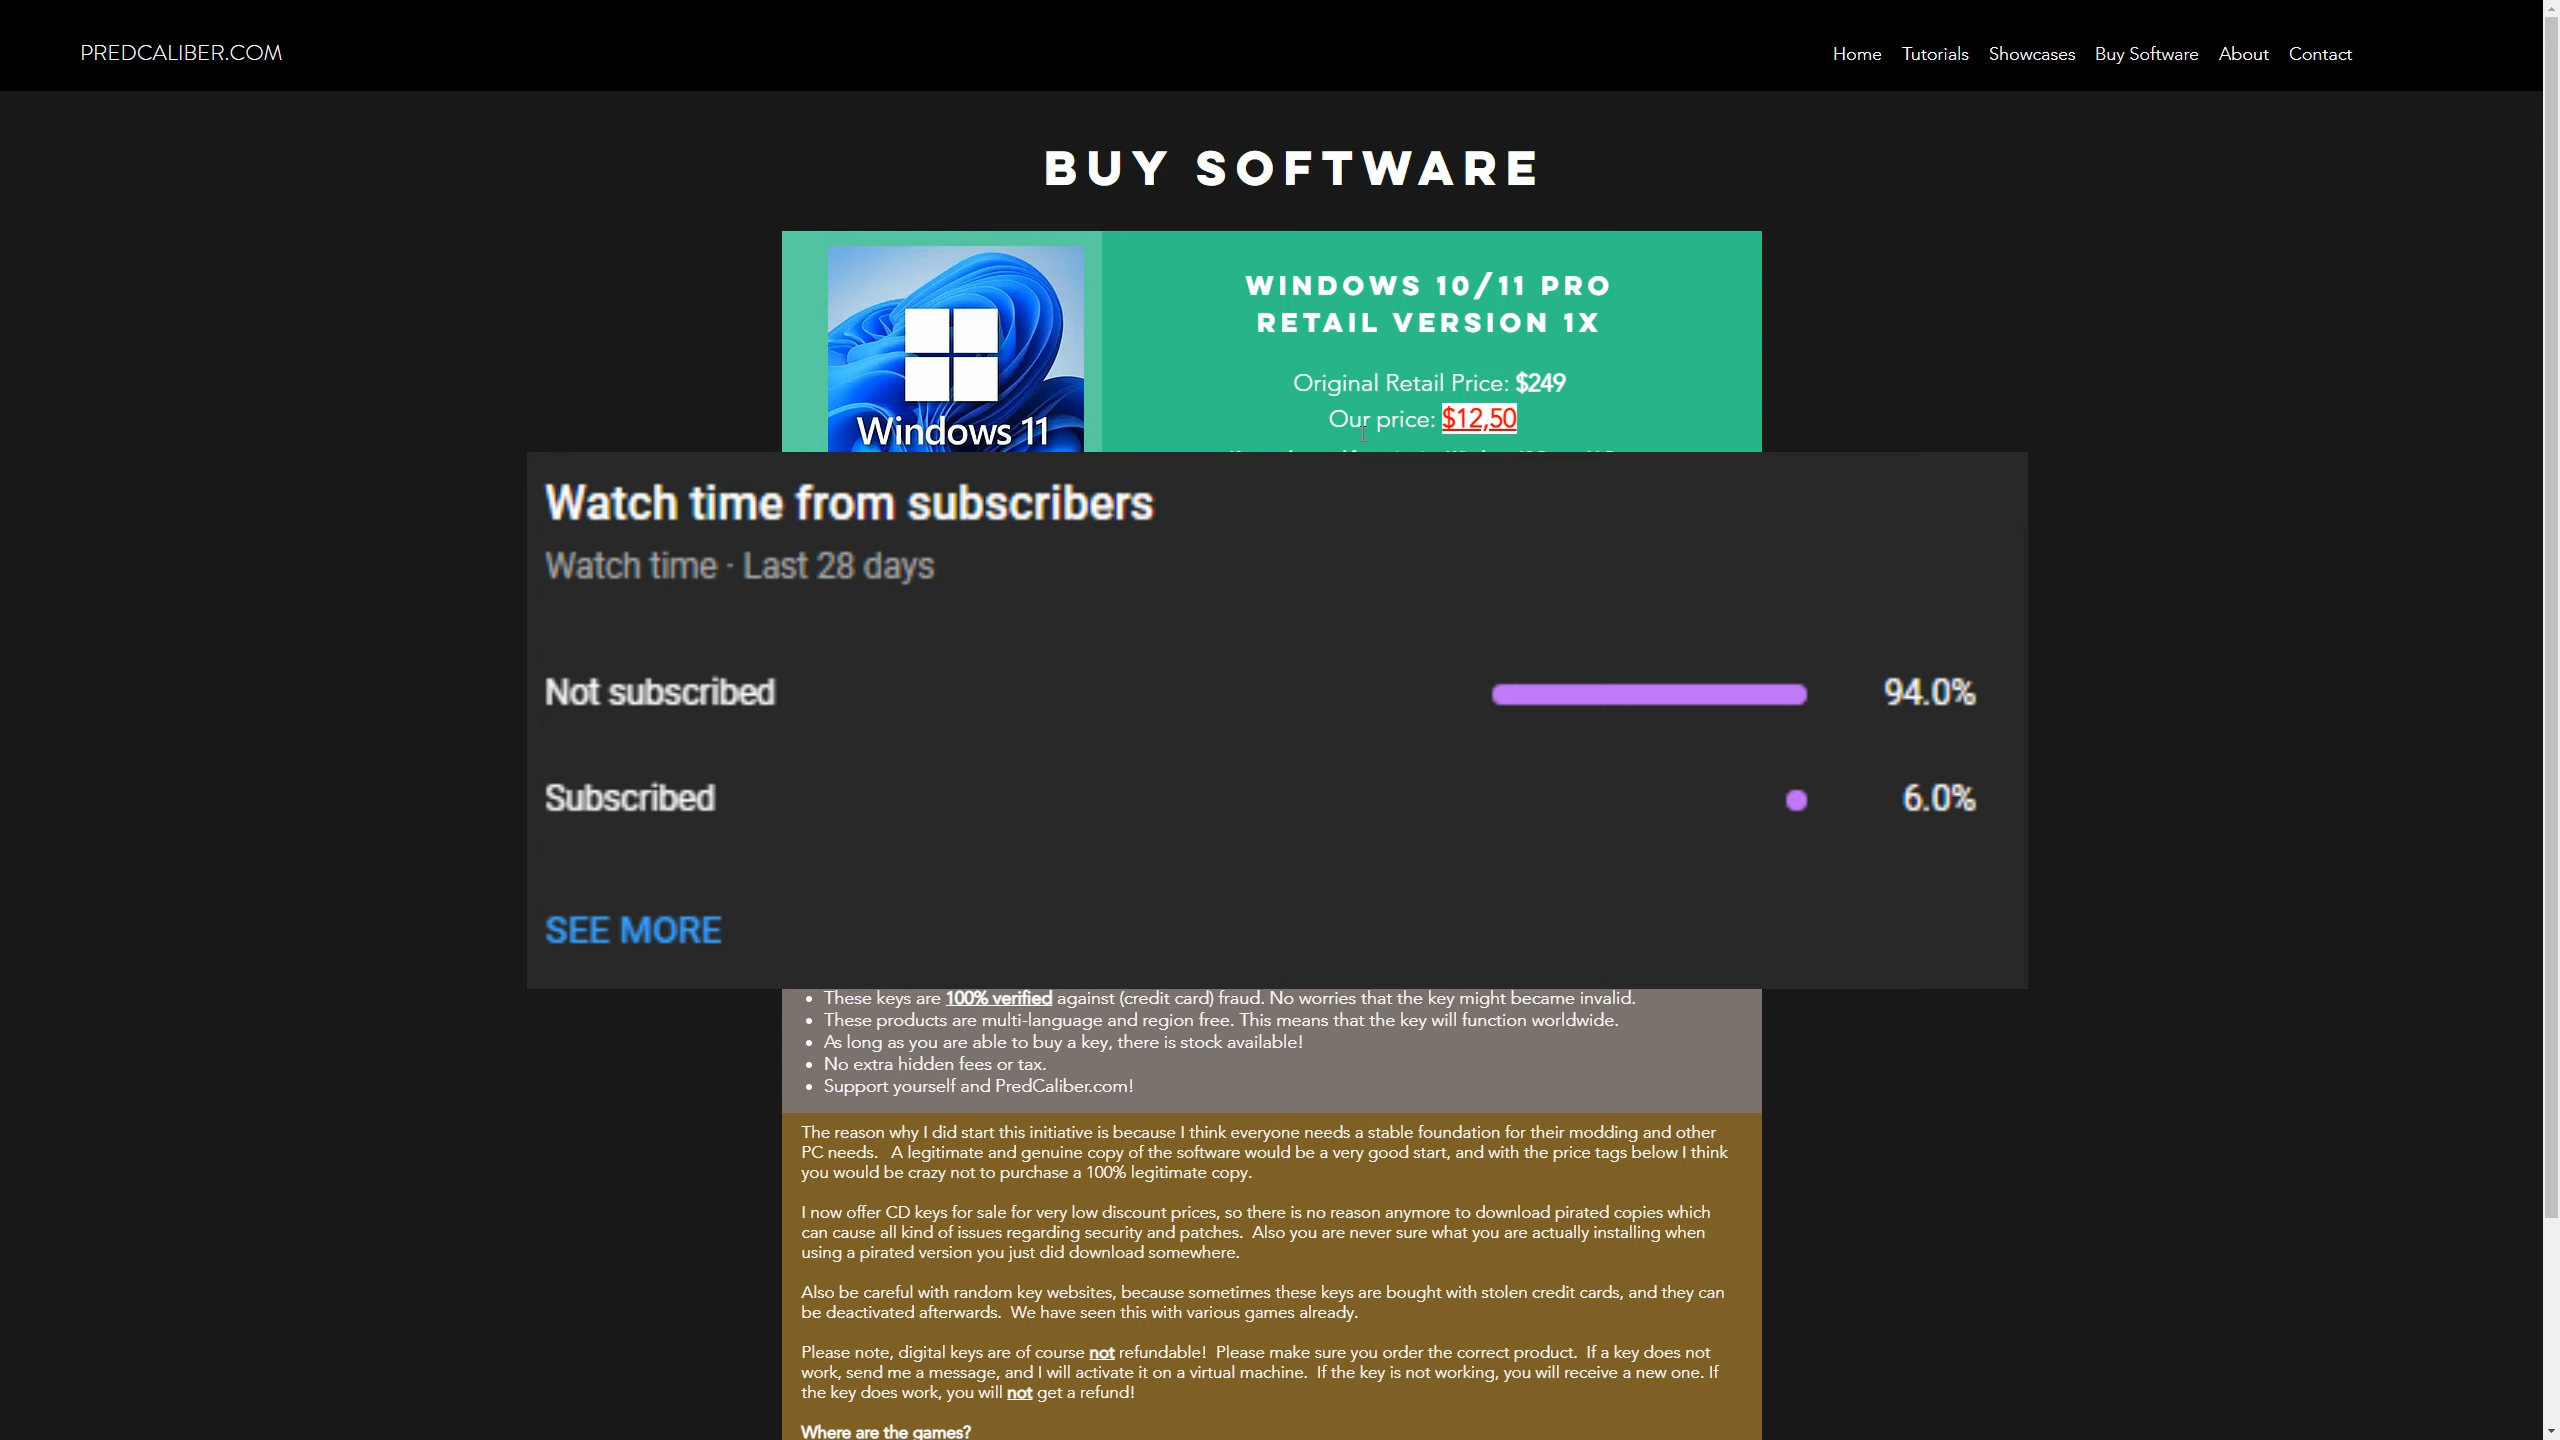 PREDCALIBER.COM
Home Tutorials Showcases Buy Software About Contact
BUY SOFTWARE
WINDOWS 10/11 PRO
RETAIL VERSION 1X
Original Retail Price: $249
Our price: $12,50
Windows 11
Watch time from subscribers
Watch time · Last 28 days
Not subscribed 94.0%
Subscribed 6.0%
SEE MORE
• These keys are 100% verified against (credit card) fraud. No worries that the key might became invalid.
• These products are multi-language and region free. This means that the key will function worldwide.
• As long as you are able to buy a key, there is stock available!
• No extra hidden fees or tax.
• Support yourself and PredCaliber.com!
The reason why I did start this initiative is because I think everyone needs a stable foundation for their modding and other
PC needs. A legitimate and genuine copy of the software would be a very good start, and with the price tags below I think
you would be crazy not to purchase a 100% legitimate copy.
I now offer CD keys for sale for very low discount prices, so there is no reason anymore to download pirated copies which
can cause all kind of issues regarding security and patches. Also you are never sure what you are actually installing when
using a pirated version you just did download somewhere.
Also be careful with random key websites, because sometimes these keys are bought with stolen credit cards, and they can
be deactivated afterwards. We have seen this with various games already.
Please note, digital keys are of course not refundable! Please make sure you order the correct product. If a key does not
work, send me a message, and I will activate it on a virtual machine. If the key is not working, you will receive a new one. If
the key does work, you will not get a refund!
Where are the games?